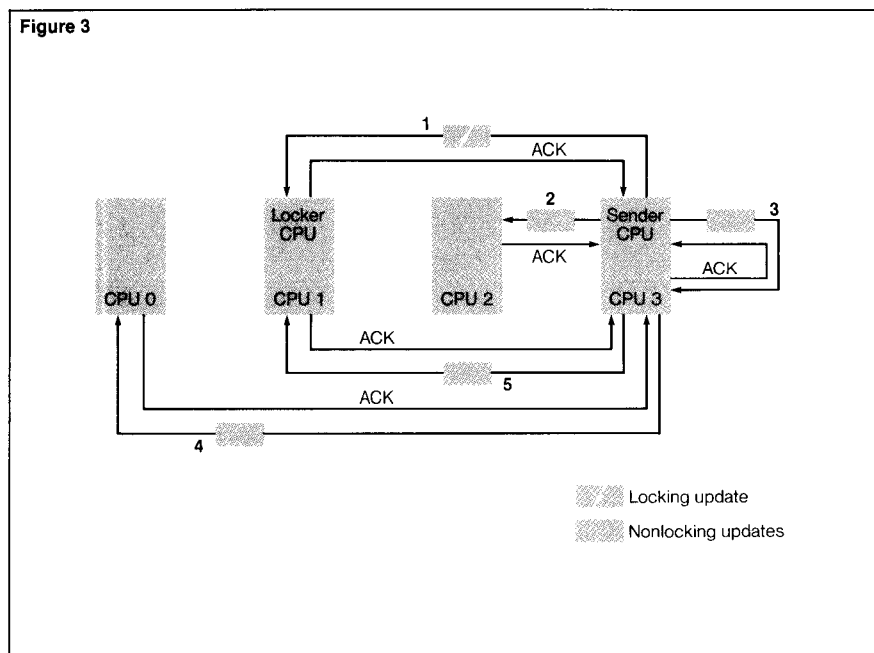 Figure 3
1
ACK
Locker
CPU
2
Sender
CPU
3
ACK
ACK
CPU 0
CPU 1
CPU 2
CPU 3
ACK
5
ACK
4
Locking update
Nonlocking updates